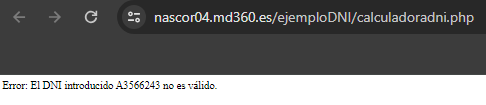 nascor04.md360.es/ejemploDNI/calculadoradni.php
Error: El DNI introducido A3566243 no es válido.